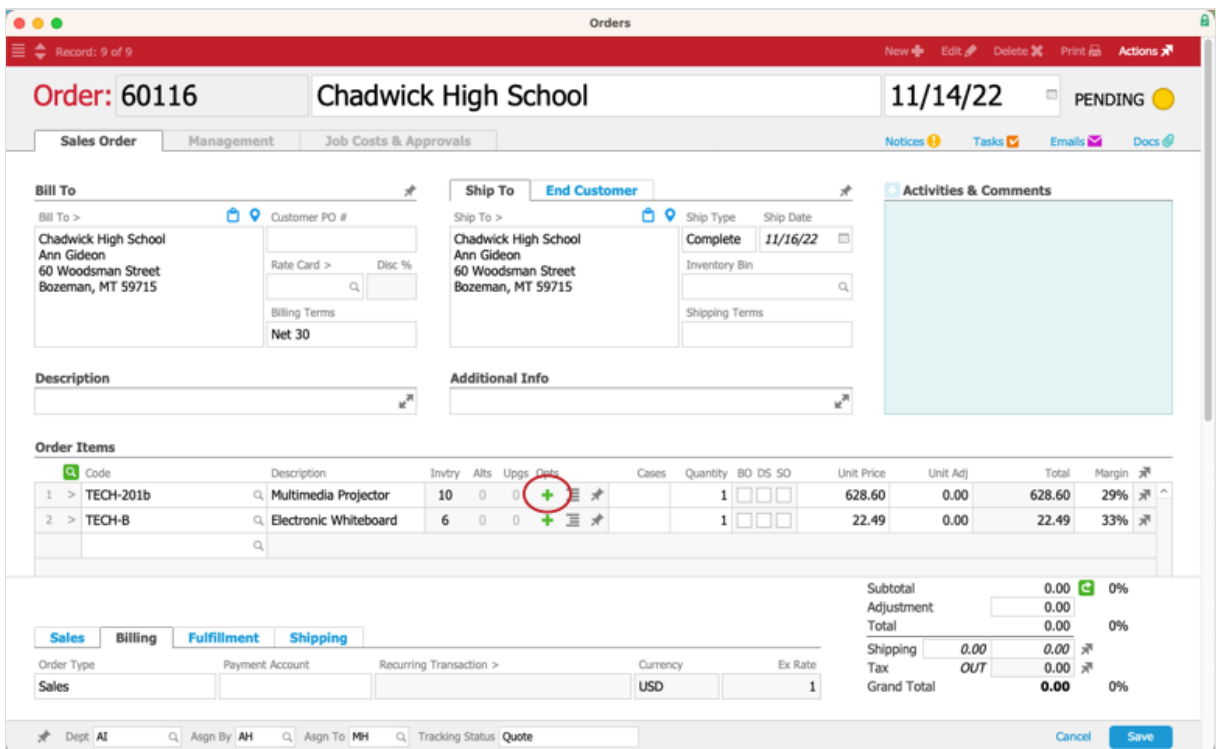 Orders
Record: 9 of 9 New Edit Delete Print Actions
Order: 60116 Chadwick High School 11/14/22 PENDING
Sales Order Management Job Costs & Approvals Notices Tasks Emails Docs
Bill To Ship To End Customer Activities & Comments
Bill To > Customer PO # Ship To > Ship Type Ship Date
Chadwick High School Chadwick High School Complete 11/16/22
Ann Gideon Ann Gideon
60 Woodsman Street Rate Card > Disc % 60 Woodsman Street Inventory Bin
Bozeman, MT 59715 Bozeman, MT 59715
Billing Terms Shipping Terms
Net 30
Description Additional Info
Order Items
Code Description Invtry Alts Upgs Opts Cases Quantity BO DS SO Unit Price Unit Adj Total Margin
1 > TECH-201b Multimedia Projector 10 0 0 1 628.60 0.00 628.60 29%
2 > TECH-B Electronic Whiteboard 6 0 0 1 22.49 0.00 22.49 33%
Subtotal 0.00 0%
Adjustment 0.00
Total 0.00 0%
Sales Billing Fulfillment Shipping
Shipping 0.00 0.00
Order Type Payment Account Recurring Transaction > Currency Ex Rate Tax OUT 0.00
Sales USD 1 Grand Total 0.00 0%
Dept AI Asgn By AH Asgn To MH Tracking Status Quote Cancel Save